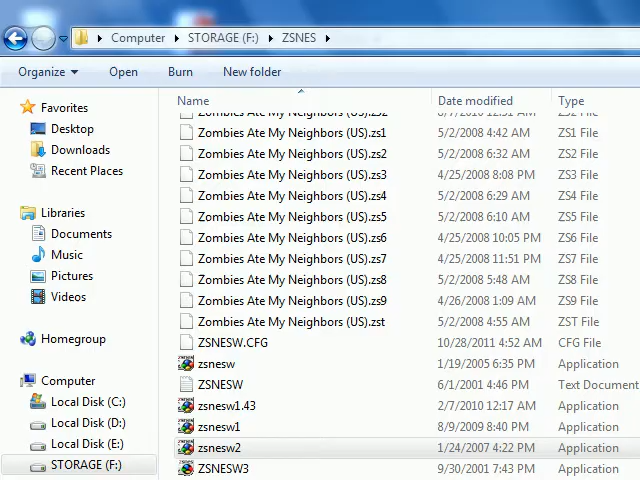 Computer ▸ STORAGE (F:) ▸ ZSNES ▸
Organize Open Burn New folder
Favorites
Desktop
Downloads
Recent Places
Libraries
Documents
Music
Pictures
Videos
Homegroup
Computer
Local Disk (C:)
Local Disk (D:)
Local Disk (E:)
STORAGE (F:)
Name Date modified Type
Zombies Ate My Neighbors (US).zs1 5/2/2008 4:42 AM ZS1 File
Zombies Ate My Neighbors (US).zs2 5/2/2008 6:32 AM ZS2 File
Zombies Ate My Neighbors (US).zs3 4/25/2008 8:08 PM ZS3 File
Zombies Ate My Neighbors (US).zs4 5/2/2008 6:29 AM ZS4 File
Zombies Ate My Neighbors (US).zs5 5/2/2008 6:10 AM ZS5 File
Zombies Ate My Neighbors (US).zs6 4/25/2008 10:05 PM ZS6 File
Zombies Ate My Neighbors (US).zs7 4/25/2008 11:51 PM ZS7 File
Zombies Ate My Neighbors (US).zs8 5/2/2008 5:48 AM ZS8 File
Zombies Ate My Neighbors (US).zs9 4/26/2008 1:09 AM ZS9 File
Zombies Ate My Neighbors (US).zst 5/2/2008 4:55 AM ZST File
ZSNESW.CFG 10/28/2011 4:52 AM CFG File
zsnesw 1/19/2005 6:35 PM Application
ZSNESW 6/1/2001 4:46 PM Text Document
zsnesw1.43 2/7/2010 12:17 AM Application
zsnesw1 8/9/2009 8:40 PM Application
zsnesw2 1/24/2007 4:22 PM Application
ZSNESW3 9/30/2001 7:43 PM Application